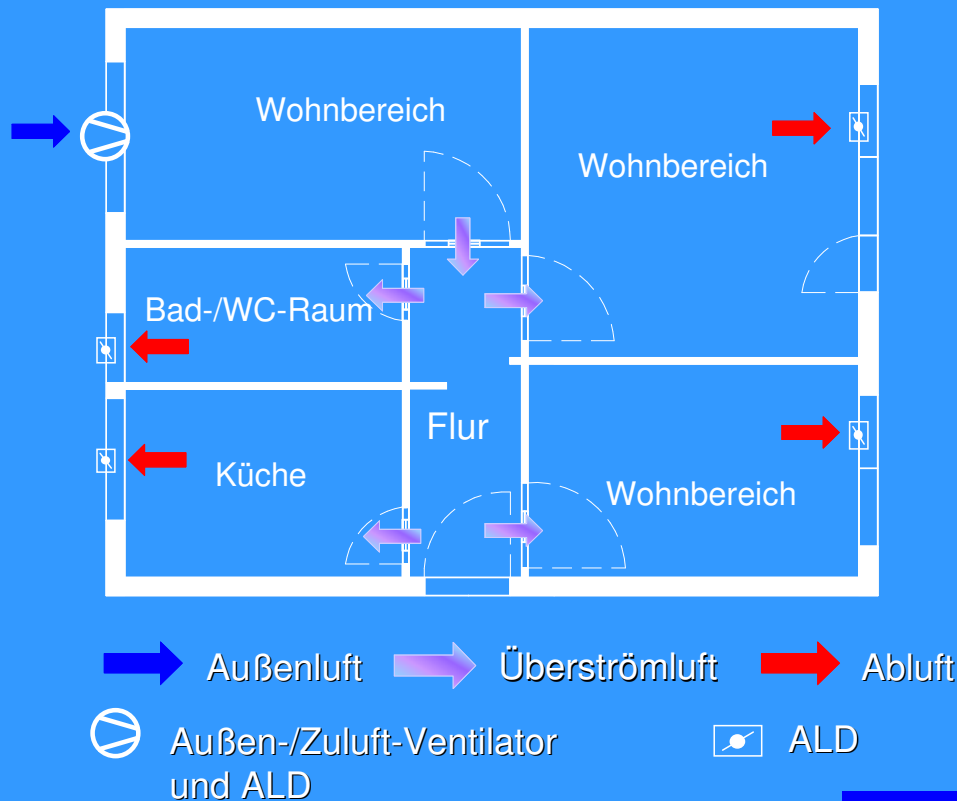 Wohnbereich
Wohnbereich
Bad-/WC-Raum
Flur
Küche
Wohnbereich
Außenluft
Überströmluft
Abluft
Außen-/Zuluft-Ventilator
und ALD
ALD